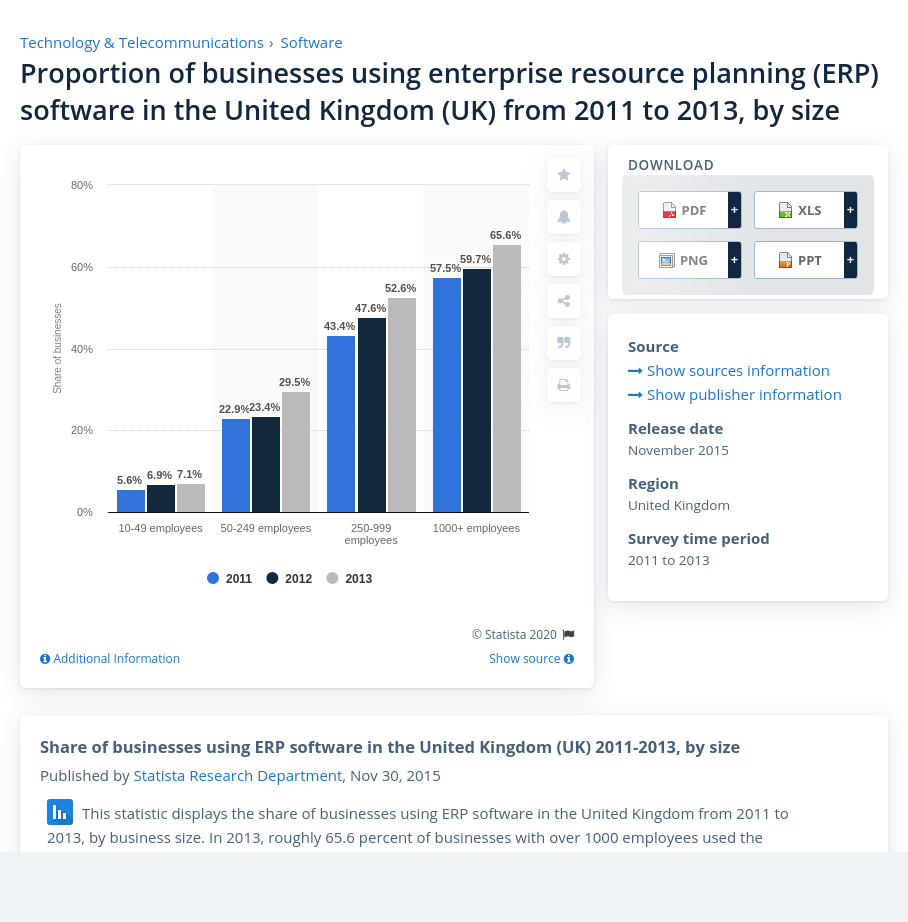 Technology & Telecommunications › Software
Proportion of businesses using enterprise resource planning (ERP)
software in the United Kingdom (UK) from 2011 to 2013, by size
80%
60%
40%
20%
0%
Share of businesses
5.6% 6.9% 7.1%
22.9% 23.4% 29.5%
43.4% 47.6% 52.6%
57.5% 59.7% 65.6%
10-49 employees 50-249 employees 250-999 1000+ employees
employees
2011 2012 2013
© Statista 2020
Additional Information Show source
DOWNLOAD
PDF + XLS +
PNG + PPT +
Source
Show sources information
Show publisher information
Release date
November 2015
Region
United Kingdom
Survey time period
2011 to 2013
Share of businesses using ERP software in the United Kingdom (UK) 2011-2013, by size
Published by Statista Research Department, Nov 30, 2015
This statistic displays the share of businesses using ERP software in the United Kingdom from 2011 to
2013, by business size. In 2013, roughly 65.6 percent of businesses with over 1000 employees used the